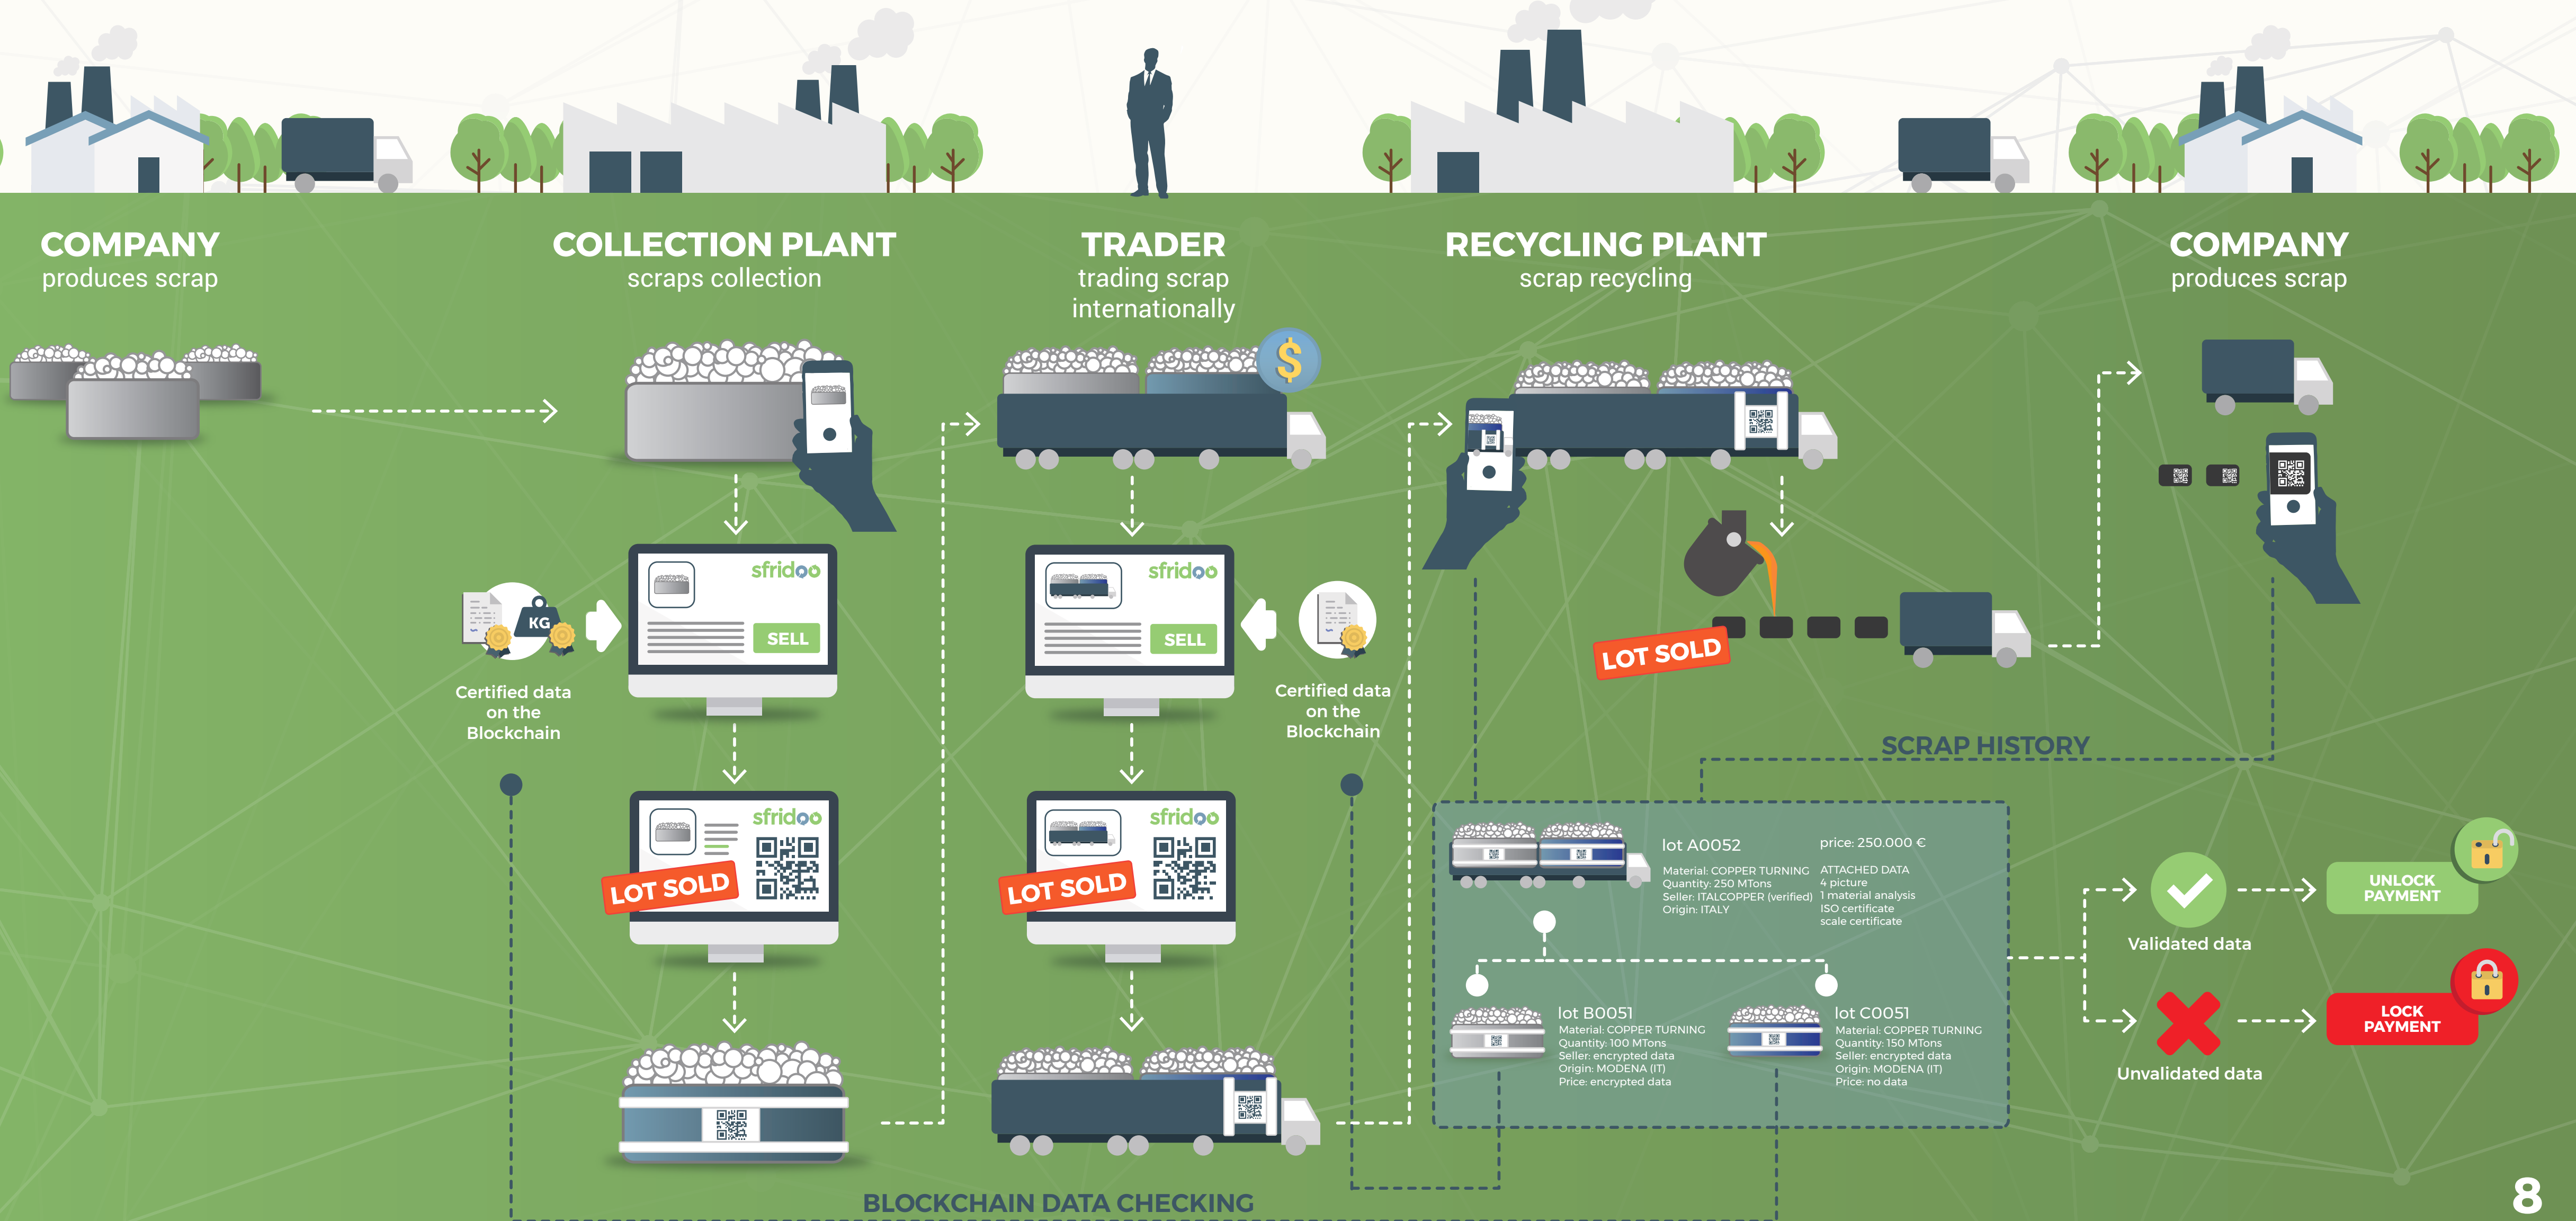 COMPANY
produces scrap
COLLECTION PLANT
scraps collection
TRADER
trading scrap
internationally
RECYCLING PLANT
scrap recycling
COMPANY
produces scrap
$
KG
Certified data
on the
Blockchain
sfridoo
SELL
sfridoo
LOT SOLD
sfridoo
SELL
sfridoo
LOT SOLD
Certified data
on the
Blockchain
LOT SOLD
SCRAP HISTORY
lot A0052
Material: COPPER TURNING
Quantity: 250 MTons
Seller: ITALCOPPER (verified)
Origin: ITALY
price: 250.000 €
ATTACHED DATA
4 picture
1 material analysis
ISO certificate
scale certificate
lot B0051
Material: COPPER TURNING
Quantity: 100 MTons
Seller: encrypted data
Origin: MODENA (IT)
Price: encrypted data
lot C0051
Material: COPPER TURNING
Quantity: 150 MTons
Seller: encrypted data
Origin: MODENA (IT)
Price: no data
Validated data
UNLOCK
PAYMENT
Unvalidated data
LOCK
PAYMENT
BLOCKCHAIN DATA CHECKING
8